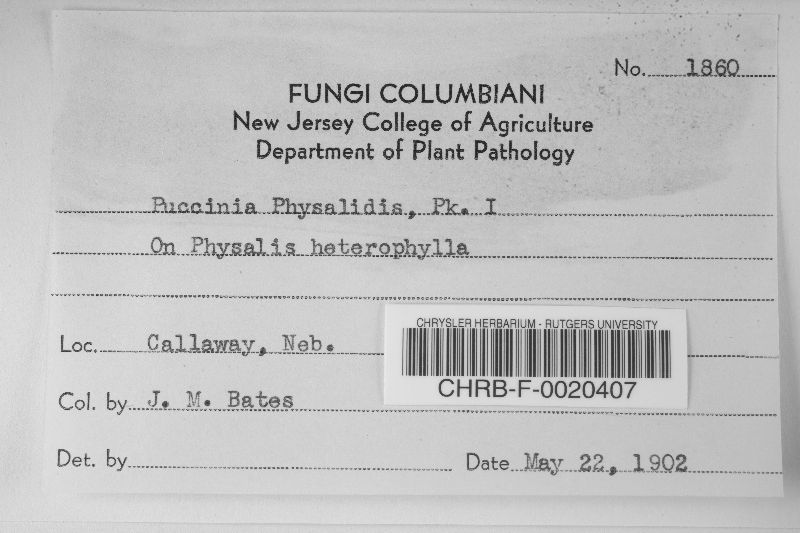 No. 1860
FUNGI COLUMBIANI
New Jersey College of Agriculture
Department of Plant Pathology
Puccinia Physalidis, Pk. I
On Physalis heterophylla
Loc. Callaway, Neb.
CHRYSLER HERBARIUM - RUTGERS UNIVERSITY
CHRB-F-0020407
Col. by J. M. Bates
Det. by
Date May 22, 1902